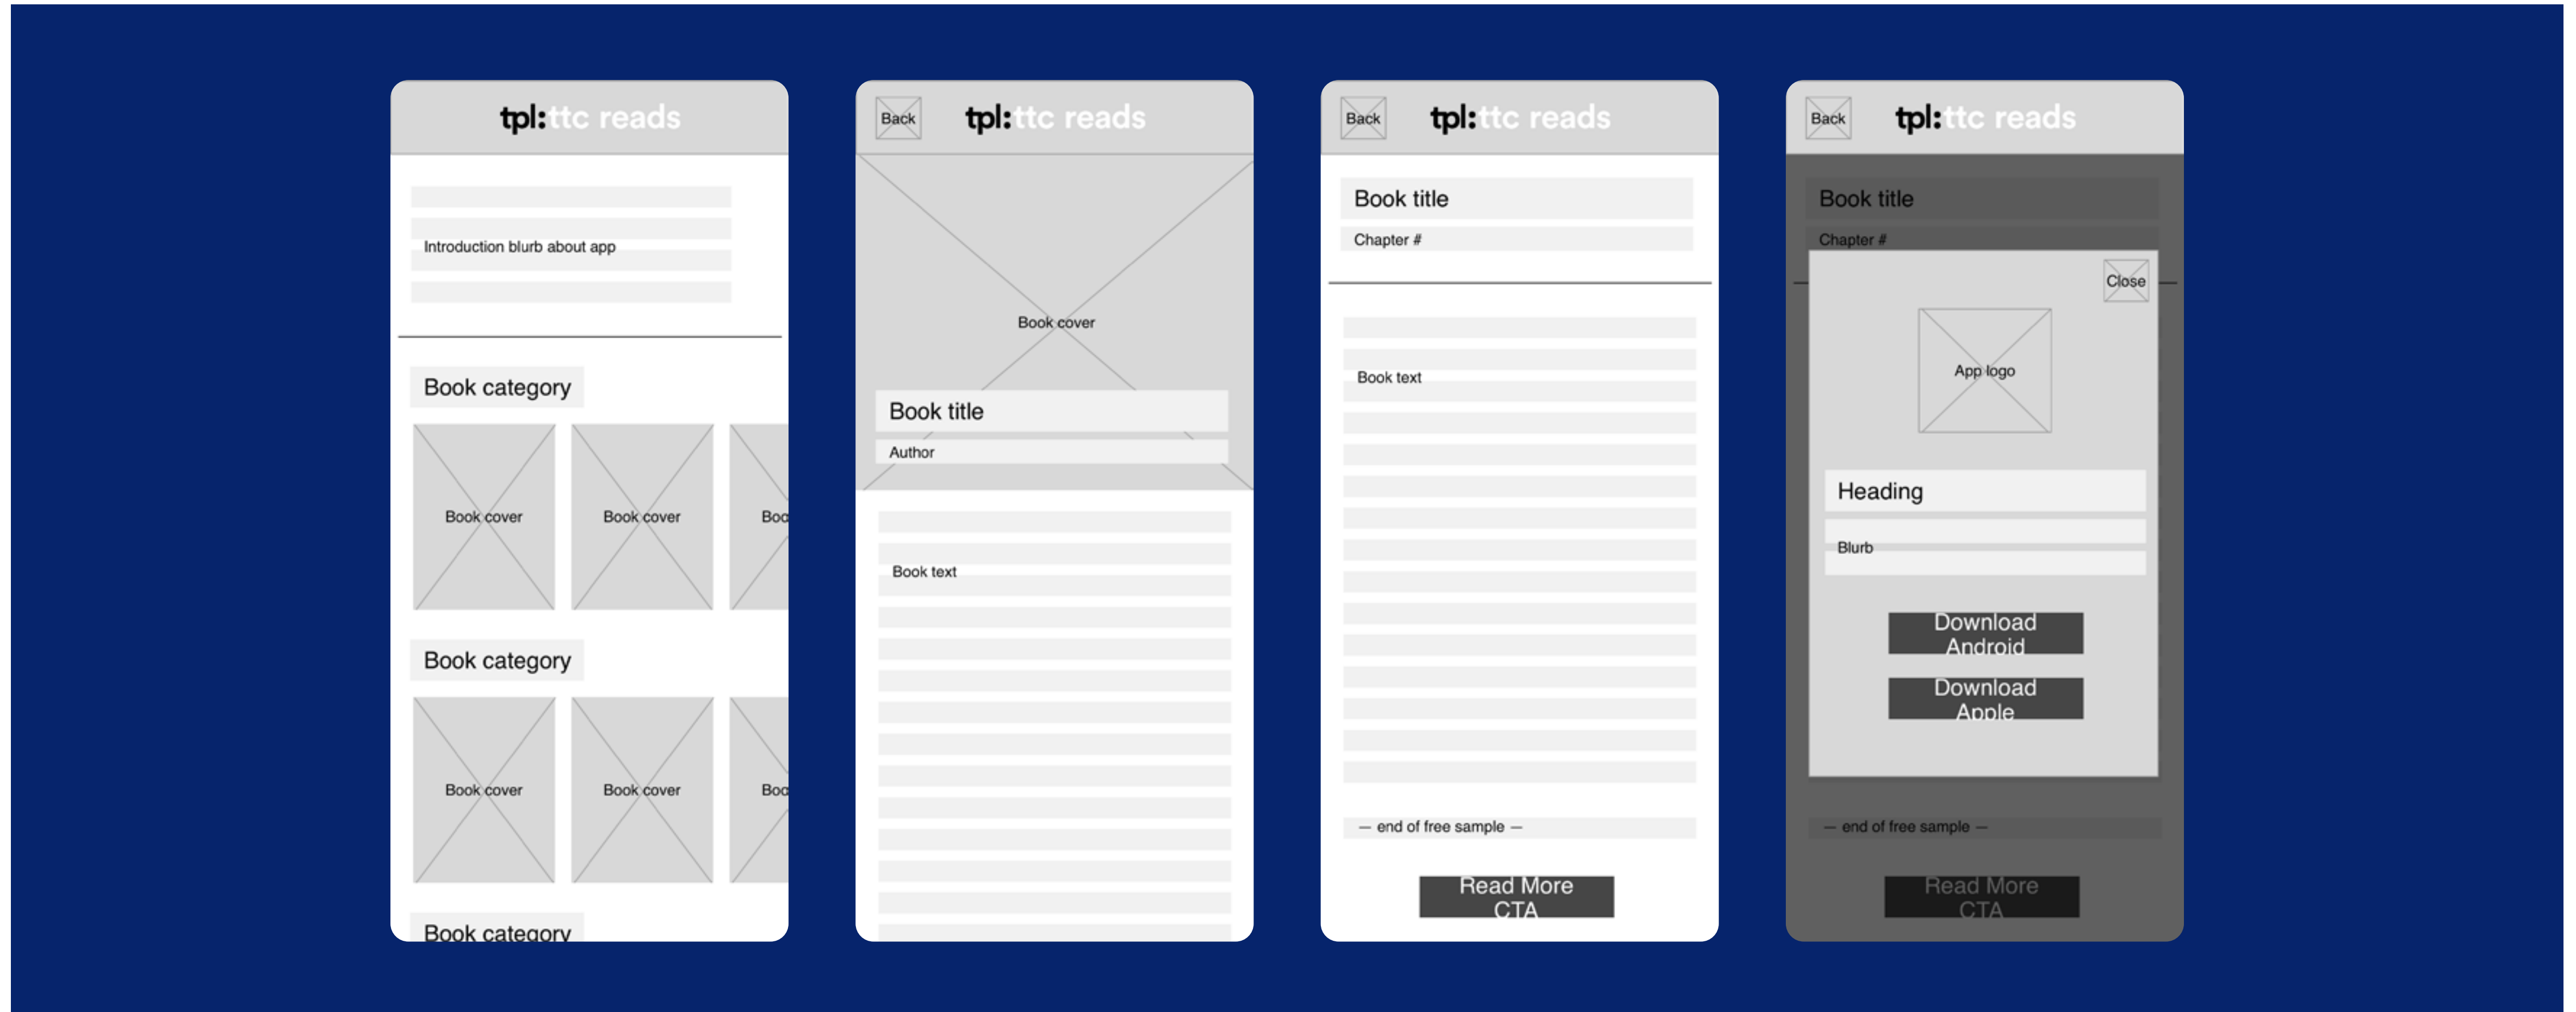 tpl:ttc reads
Introduction blurb about app
Book category
Book cover
Book cover
Boo
Book category
Book cover
Book cover
Boo
Book category
Back
tpl:ttc reads
Book cover
Book title
Author
Book text
Back
tpl:ttc reads
Book title
Chapter #
Book text
— end of free sample —
Read More
CTA
Back
tpl:ttc reads
Book title
Chapter #
Close
App logo
Heading
Blurb
Download
Android
Download
Apple
— end of free sample —
Read More
CTA